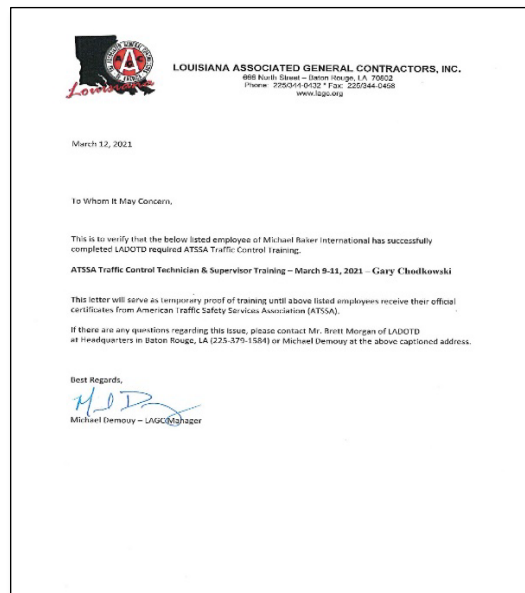 Louisiana
A
LOUISIANA ASSOCIATED GENERAL CONTRACTORS, INC.
666 North Street – Baton Rouge, LA 70802
Phone: 225/344-0432 * Fax: 225/344-0458
www.lagc.org
March 12, 2021
To Whom It May Concern,
This is to verify that the below listed employee of Michael Baker International has successfully
completed LADOTD required ATSSA Traffic Control Training.
ATSSA Traffic Control Technician & Supervisor Training – March 9-11, 2021 – Gary Chodkowski
This letter will serve as temporary proof of training until above listed employees receive their official
certificates from American Traffic Safety Services Association (ATSSA).
If there are any questions regarding this issue, please contact Mr. Brett Morgan of LADOTD
at Headquarters in Baton Rouge, LA (225-379-1584) or Michael Demouy at the above captioned address.
Best Regards,
Michael Demouy – LAGC Manager